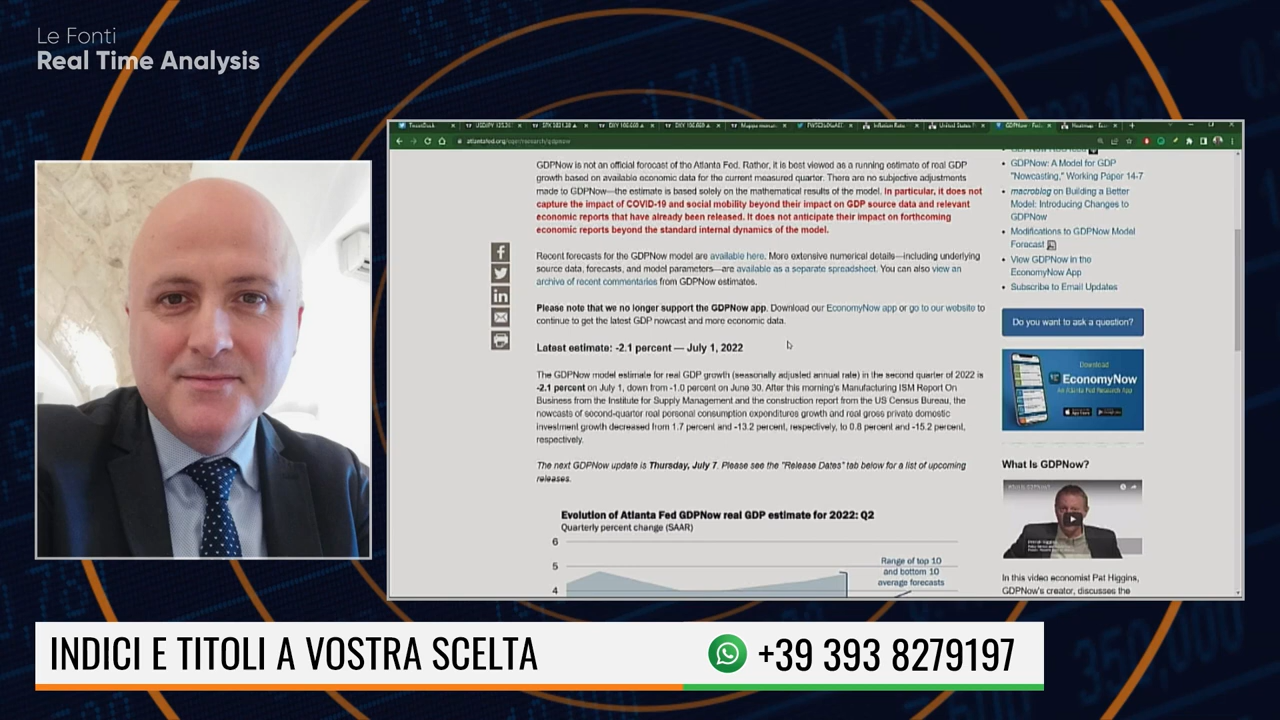 Le Fonti
Real Time Analysis
atlantafed.org/cqer/research/gdpnow
GDPNow is not an official forecast of the Atlanta Fed. Rather, it is best viewed as a running estimate of real GDP
growth based on available economic data for the current measured quarter. There are no subjective adjustments
made to GDPNow—the estimate is based solely on the mathematical results of the model. In particular, it does not
capture the impact of COVID-19 and social mobility beyond their impact on GDP source data and relevant
economic reports that have already been released. It does not anticipate their impact on forthcoming
economic reports beyond the standard internal dynamics of the model.
Recent forecasts for the GDPNow model are available here. More extensive numerical details—including underlying
source data, forecasts, and model parameters—are available as a separate spreadsheet. You can also view an
archive of recent commentaries from GDPNow estimates.
Please note that we no longer support the GDPNow app. Download our EconomyNow app or go to our website to
continue to get the latest GDP nowcast and more economic data.
Latest estimate: -2.1 percent — July 1, 2022
The GDPNow model estimate for real GDP growth (seasonally adjusted annual rate) in the second quarter of 2022 is
-2.1 percent on July 1, down from -1.0 percent on June 30. After this morning's Manufacturing ISM Report On
Business from the Institute for Supply Management and the construction report from the US Census Bureau, the
nowcasts of second-quarter real personal consumption expenditures growth and real gross private domestic
investment growth decreased from 1.7 percent and -13.2 percent, respectively, to 0.8 percent and -15.2 percent,
respectively.
The next GDPNow update is Thursday, July 7. Please see the "Release Dates" tab below for a list of upcoming
releases.
Evolution of Atlanta Fed GDPNow real GDP estimate for 2022: Q2
Quarterly percent change (SAAR)
6
5
4
Range of top 10
and bottom 10
average forecasts
GDPNow: A Model for GDP
"Nowcasting," Working Paper 14-7
macroblog on Building a Better
Model: Introducing Changes to
GDPNow
Modifications to GDPNow Model
Forecast
View GDPNow in the
EconomyNow App
Subscribe to Email Updates
Do you want to ask a question?
Download
EconomyNow
An Atlanta Fed Research App
What Is GDPNow?
In this video economist Pat Higgins,
GDPNow's creator, discusses the
INDICI E TITOLI A VOSTRA SCELTA
+39 393 8279197